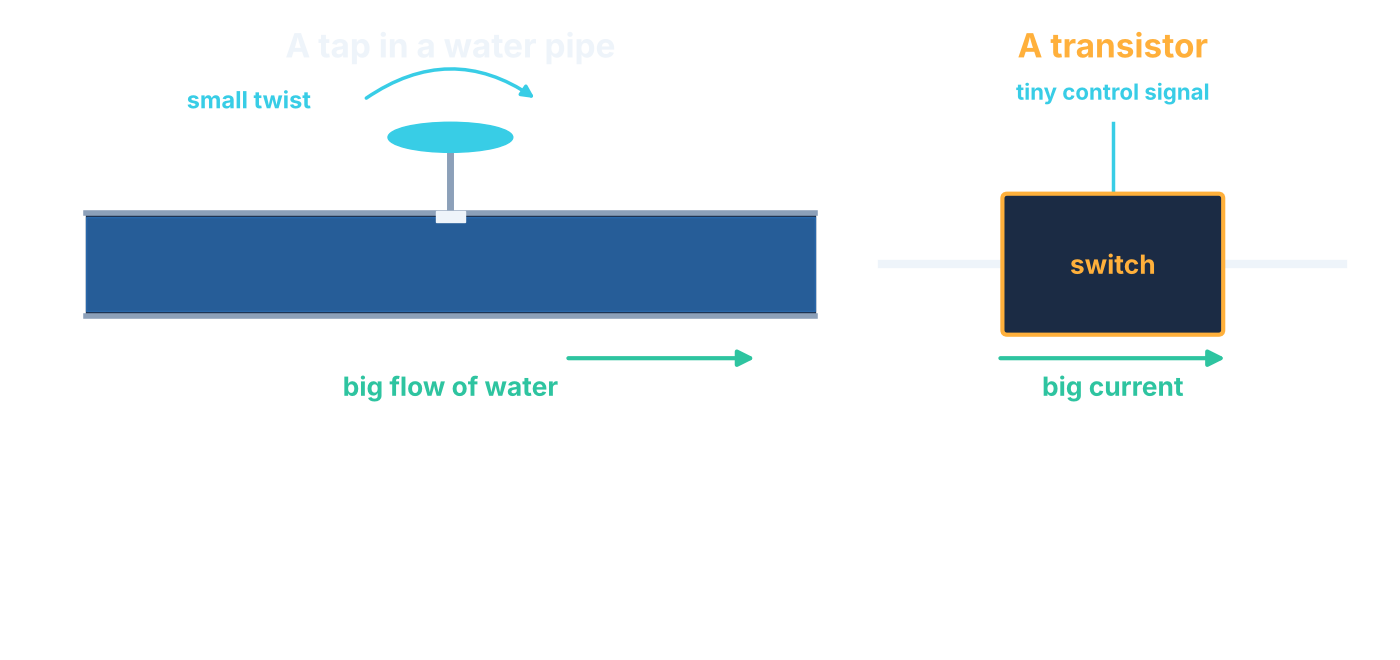 A tap in a water pipe
small twist
big flow of water
A transistor
tiny control signal
switch
big current